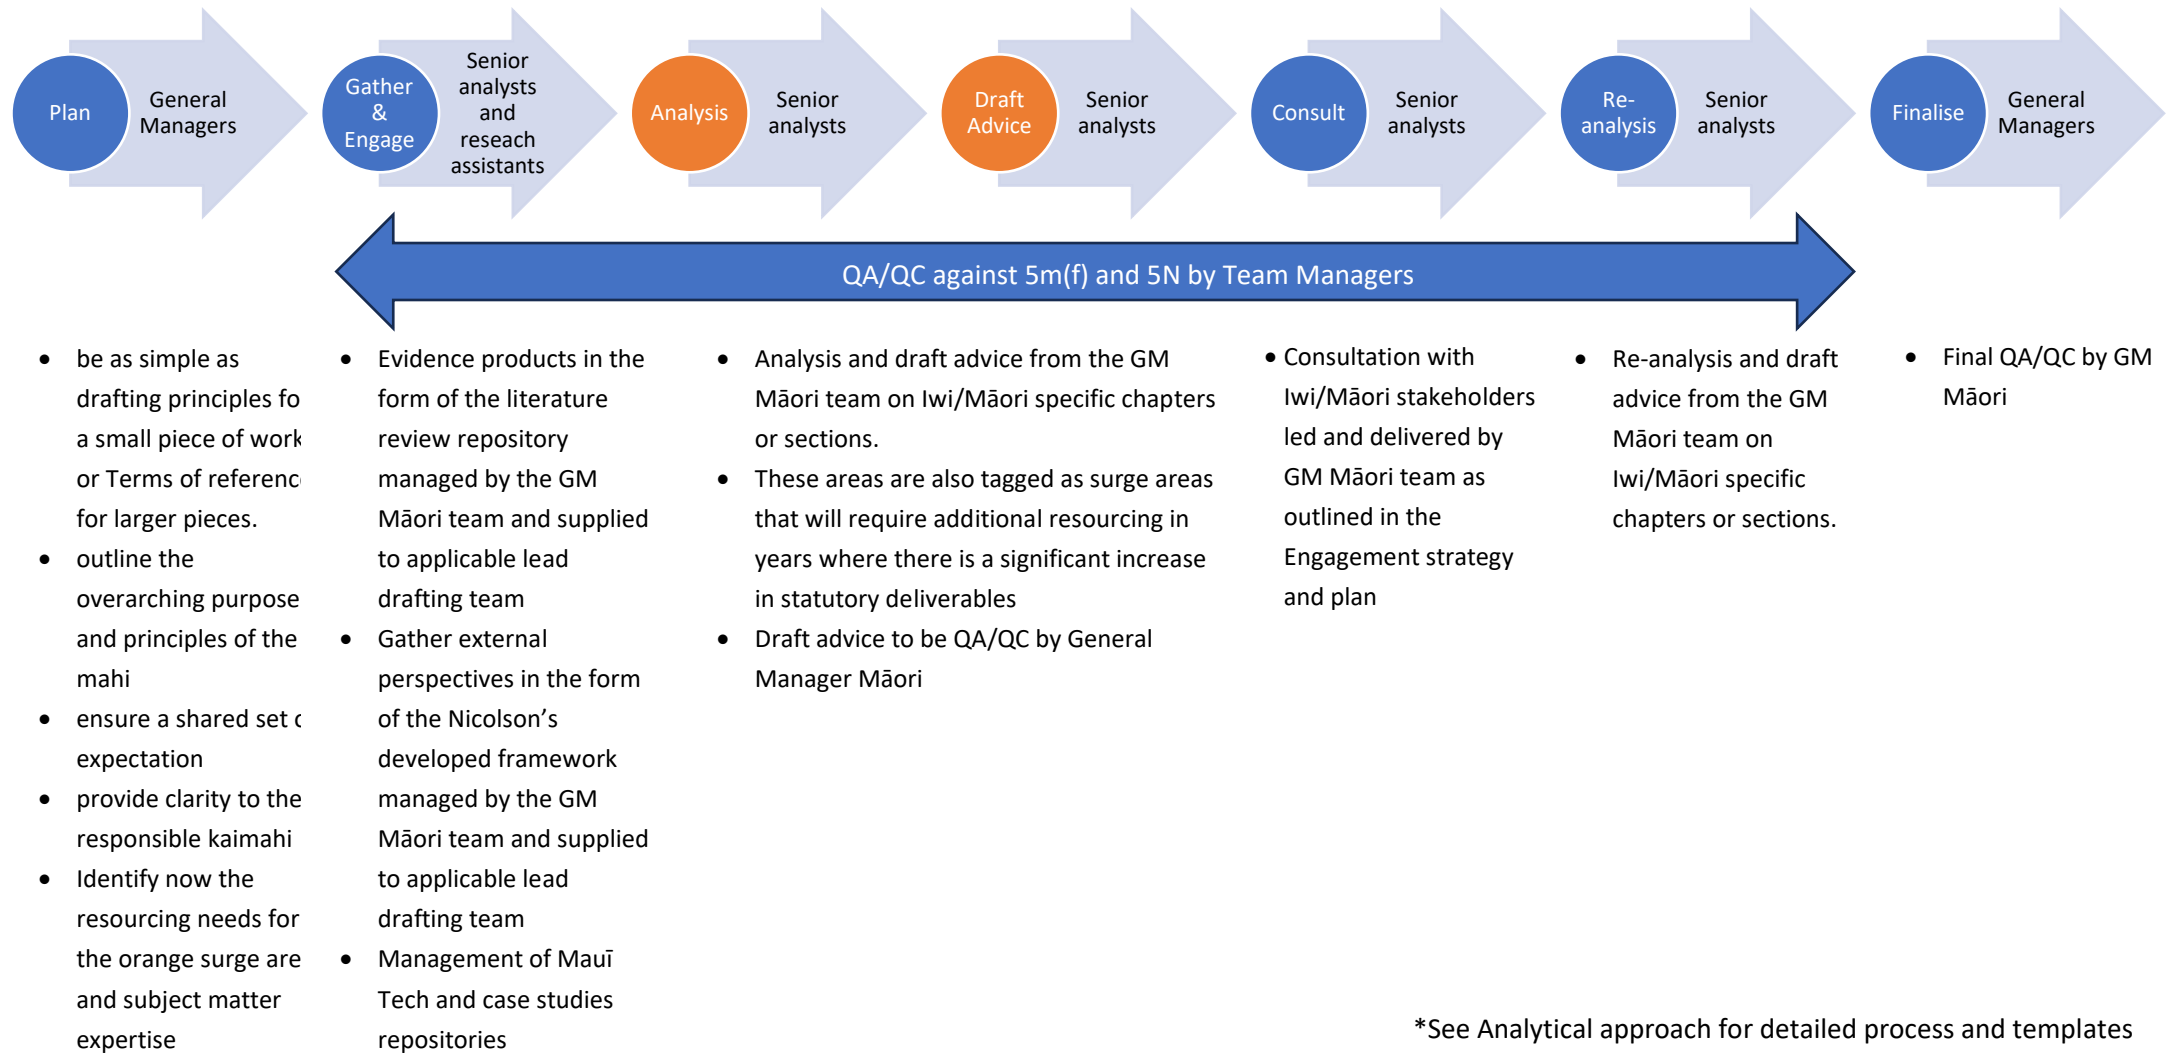 Plan
General
Managers
Gather
&
Engage
Senior
analysts
and
reseach
assistants
Analysis
Senior
analysts
Draft
Advice
Senior
analysts
Consult
Senior
analysts
Re-
analysis
Senior
analysts
Finalise
General
Managers
QA/QC against 5m(f) and 5N by Team Managers
• be as simple as
drafting principles fo
a small piece of work
or Terms of referenc
for larger pieces.
• outline the
overarching purpose
and principles of the
mahi
• ensure a shared set
expectation
• provide clarity to the
responsible kaimahi
• Identify now the
resourcing needs for
the orange surge are
and subject matter
expertise
• Evidence products in the
form of the literature
review repository
managed by the GM
Māori team and supplied
to applicable lead
drafting team
• Gather external
perspectives in the form
of the Nicolson’s
developed framework
managed by the GM
Māori team and supplied
to applicable lead
drafting team
• Management of Mauī
Tech and case studies
repositories
• Analysis and draft advice from the GM
Māori team on Iwi/Māori specific chapters
or sections.
• These areas are also tagged as surge areas
that will require additional resourcing in
years where there is a significant increase
in statutory deliverables
• Draft advice to be QA/QC by General
Manager Māori
• Consultation with
Iwi/Māori stakeholders
led and delivered by
GM Māori team as
outlined in the
Engagement strategy
and plan
• Re-analysis and draft
advice from the GM
Māori team on
Iwi/Māori specific
chapters or sections.
• Final QA/QC by GM
Māori
*See Analytical approach for detailed process and templates